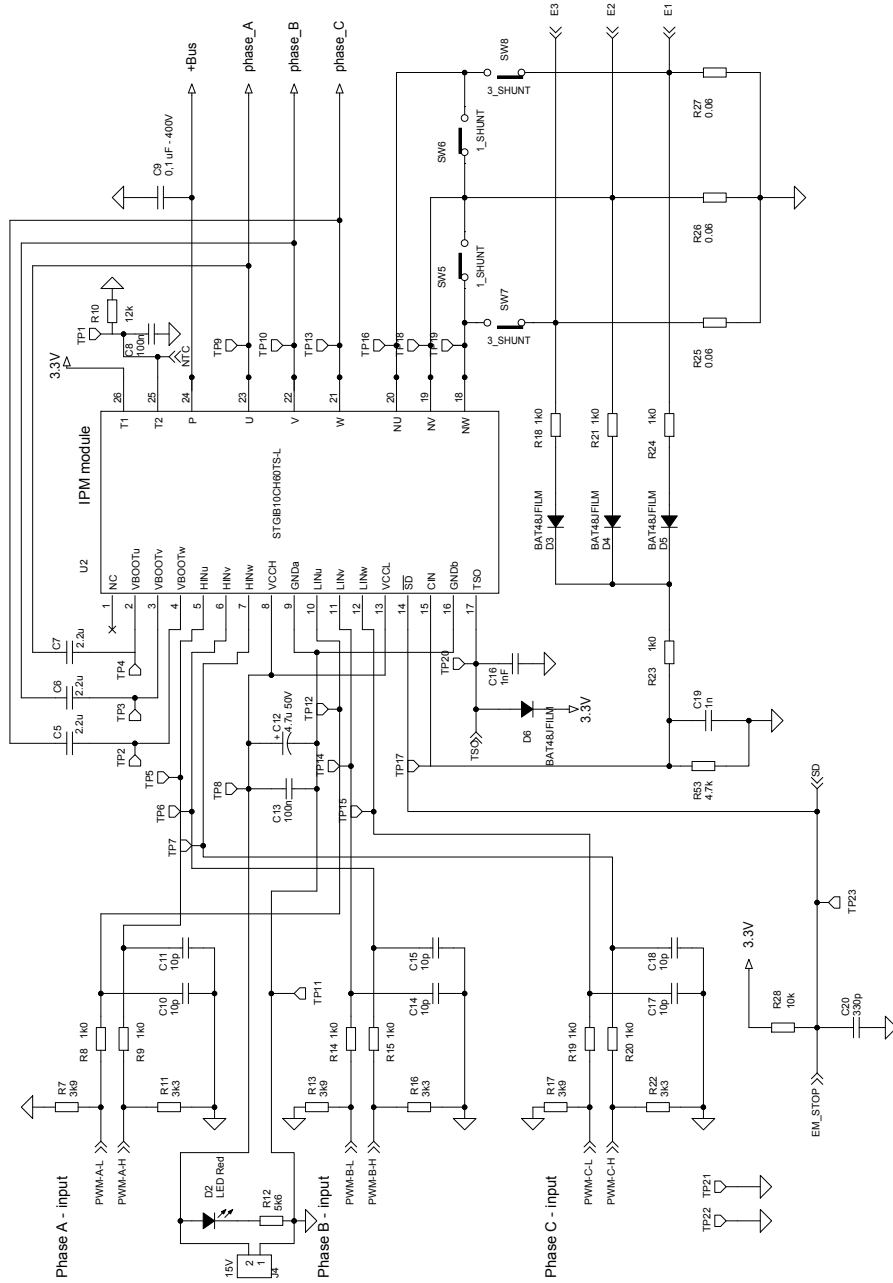 Phase A - input
PWM-A-L
PWM-A-H
R7
3k9
R11
3k3
R8 1k0
R9 1k0
C10
10p
C11
10p
15V
2
1
J4
D2
LED Red
R12
5k6
TP11
Phase B - input
PWM-B-L
PWM-B-H
R13
3k9
R16
3k3
R14 1k0
R15 1k0
C14
10p
C15
10p
Phase C - input
PWM-C-L
PWM-C-H
R17
3k9
R22
3k3
R19 1k0
R20 1k0
C17
10p
C18
10p
TP21
TP22
EM_STOP
3.3V
R28
10k
C20
330p
TP23
SD
C5
2.2u
C6
2.2u
C7
2.2u
TP2
TP3
TP4
TP5
TP6
TP7
TP8
C13
100n
+ C12
4.7u 50V
TP12
TP14
TP15
TP17
TP20
C16
1nF
TSO
D6
BAT48JFILM
3.3V
R53
4.7k
C19
1n
R23
1k0
U2
IPM module
STGIB10CH60TS-L
1
NC
2
VBOOTu
3
VBOOTv
4
VBOOTw
5
HINu
6
HINv
7
HINw
8
VCCH
9
GNDa
10
LINu
11
LINv
12
LINw
13
VCCL
14
SD
15
CIN
16
GNDb
17
TSO
26
T1
25
T2
24
P
23
U
22
V
21
W
20
NU
19
NV
18
NW
3.3V
TP1
R10
12k
C8
100n
NTC
C9
0.1 uF - 400V
+Bus
phase_A
phase_B
phase_C
TP9
TP10
TP13
TP16
TP18
TP19
SW5
1_SHUNT
SW6
1_SHUNT
SW7
3_SHUNT
SW8
3_SHUNT
D3
BAT48JFILM
R18 1k0
D4
BAT48JFILM
R21 1k0
D5
BAT48JFILM
R24 1k0
R25
0.06
R26
0.06
R27
0.06
E3
E2
E1